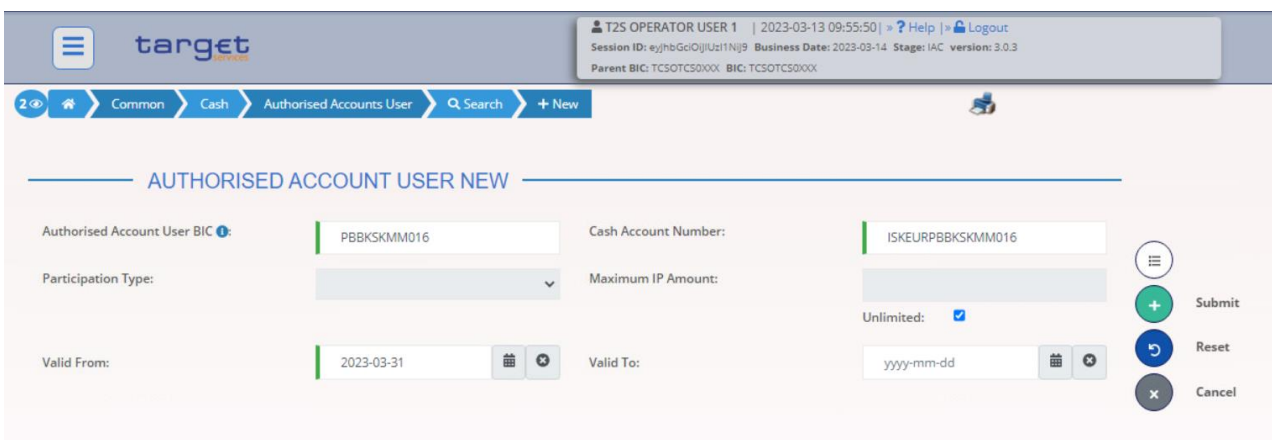 T2S OPERATOR USER 1 | 2023-03-13 09:55:50| » ? Help |» Logout
target
services
Session ID: eyJhbGciOiJIUzI1NiJ9 Business Date: 2023-03-14 Stage: IAC version: 3.0.3
Parent BIC: TCSOTCS0XXX BIC: TCSOTCS0XXX
2 Common Cash Authorised Accounts User Search + New
AUTHORISED ACCOUNT USER NEW
Authorised Account User BIC : PBBKSKMM016 Cash Account Number: ISKEURPBBKSKMM016
Participation Type: Maximum IP Amount:
Submit
Unlimited:
Reset
Valid From: 2023-03-31 Valid To: yyyy-mm-dd
Cancel